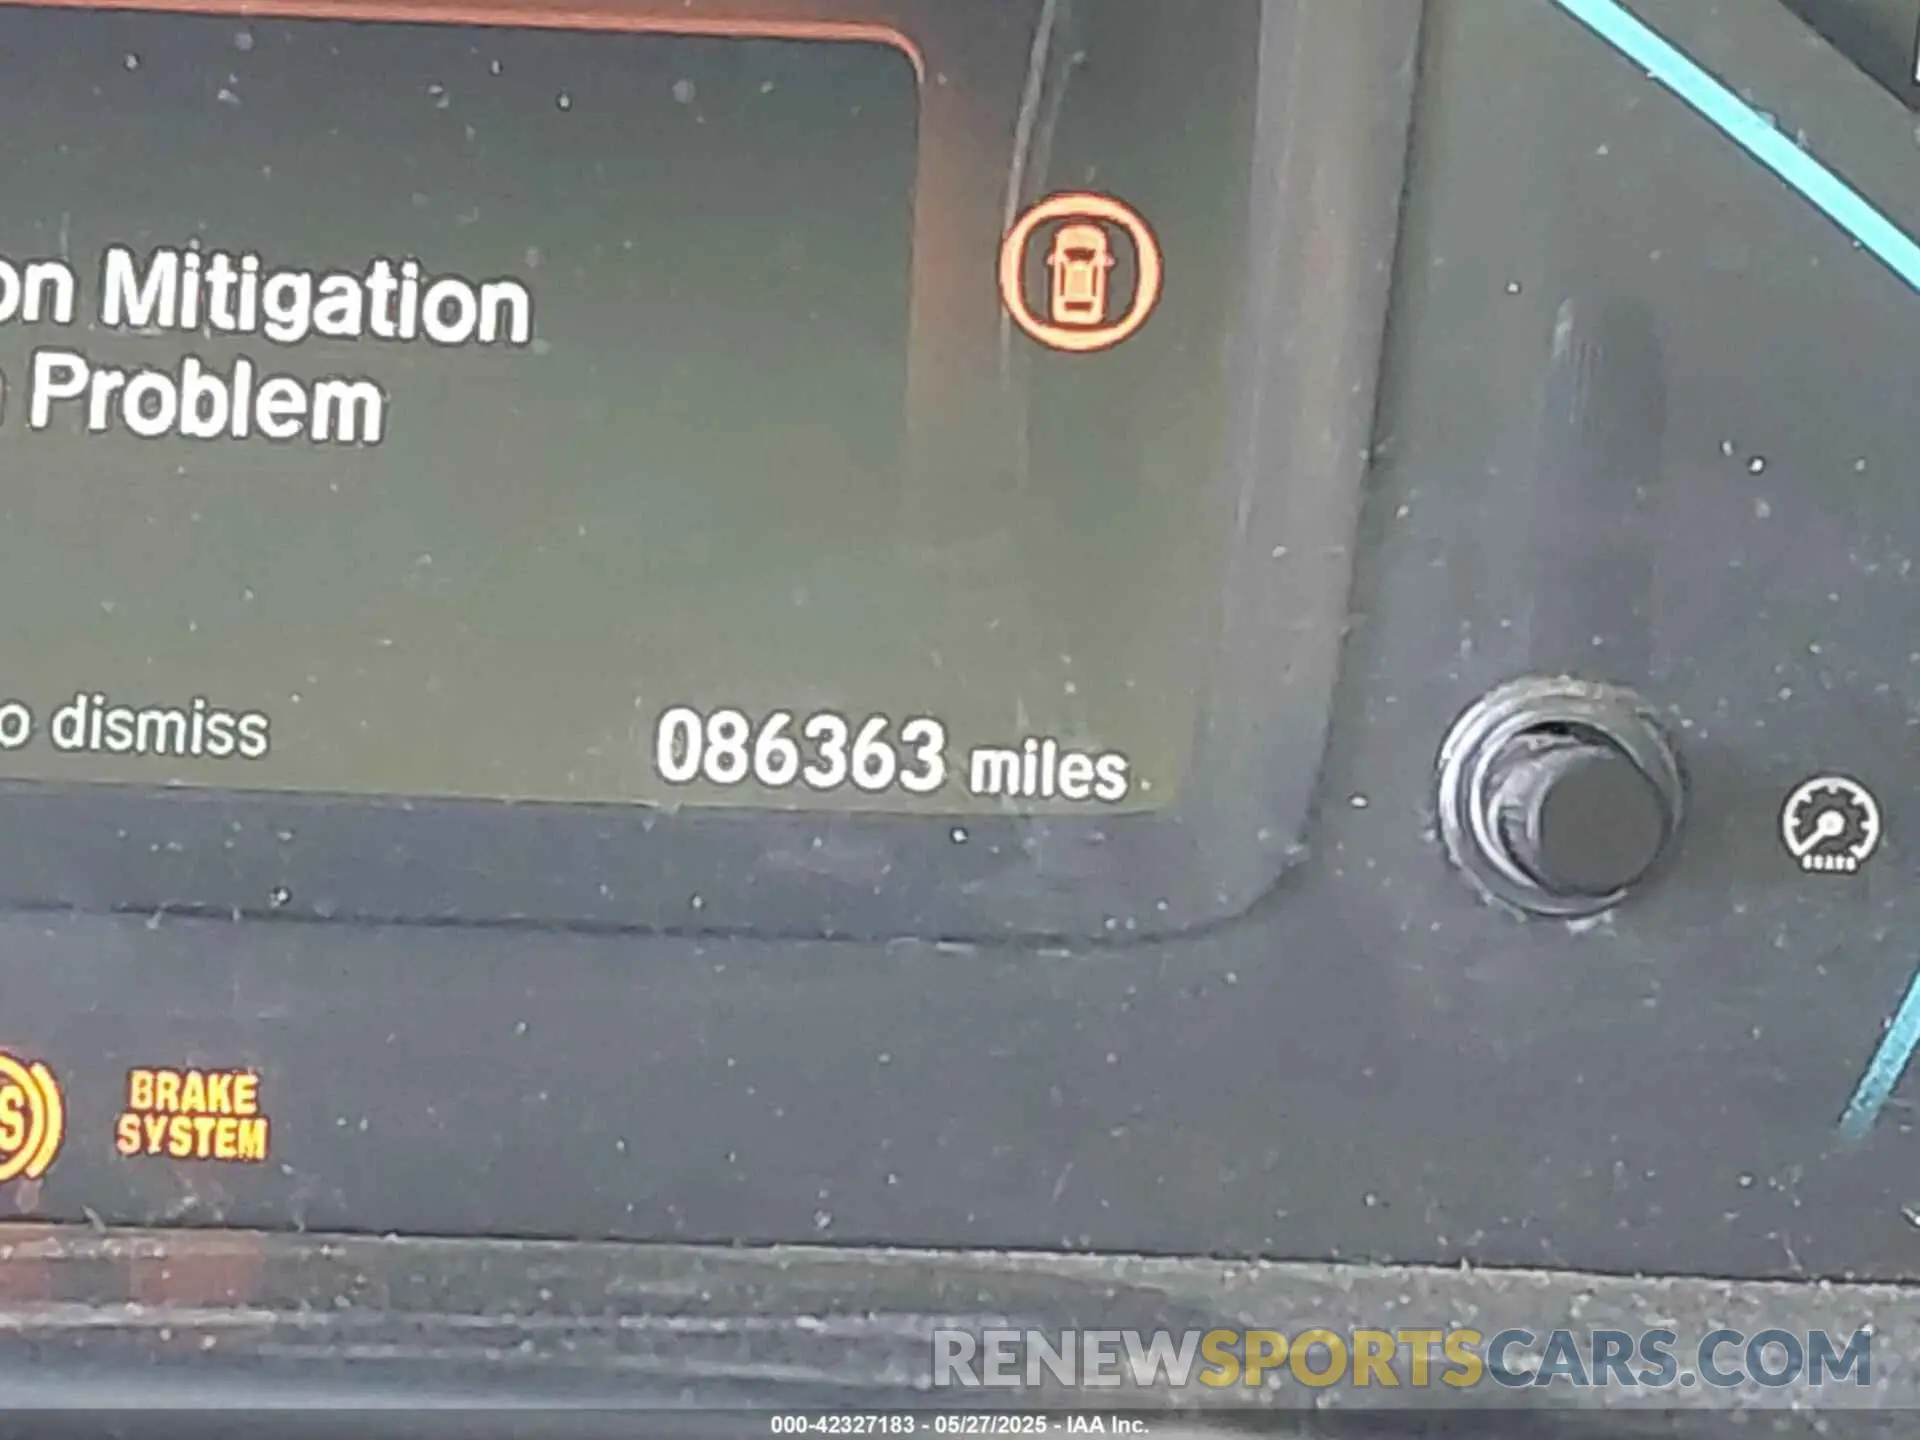 on Mitigation
Problem
o dismiss
086363 miles
BRAKE
SYSTEM
S
RENEWSPORTSCARS.COM
000-42327183 - 05/27/2025 - IAA Inc.